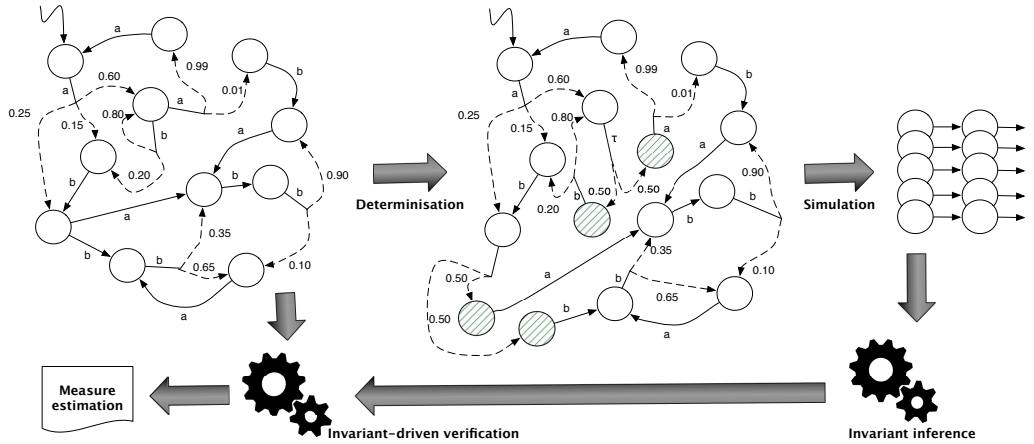 a
0.99
0.60
0.01
b
a
0.25
0.15
0.80
a
b
a
0.20
b
b
b
0.90
a
0.35
b
b
0.65
0.10
a
Determinisation
a
0.99
0.60
0.01
b
a
0.25
0.15
0.80
τ
a
a
b
0.20
b
0.50
0.50
b
b
0.90
0.35
0.50
a
0.50
b
b
0.65
0.10
a
Simulation
Measure
estimation
Invariant-driven verification
Invariant inference